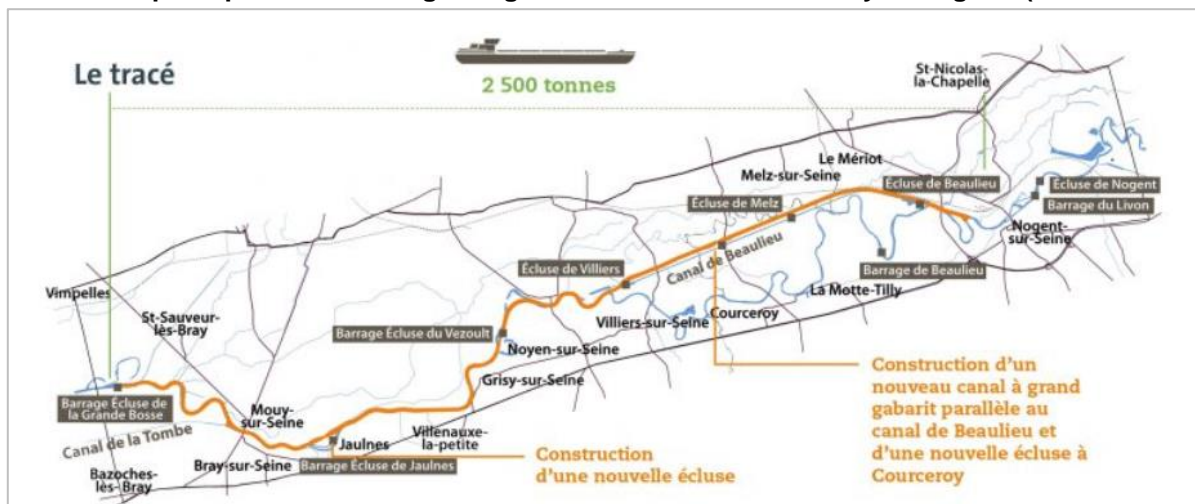 Le tracé
2 500 tonnes
St-Nicolas-
la-Chapelle
Le Mériot
Melz-sur-Seine
Écluse de Beaulieu
Écluse de Nogent
Barrage du Livon
Écluse de Melz
Nogent-
sur-Seine
Canal de Beaulieu
Barrage de Beaulieu
Écluse de Villiers
La Motte-Tilly
Vimpelles
St-Sauveur-
lès-Bray
Villiers-sur-Seine
Courceroy
Barrage Écluse du Vezoult
Noyen-sur-Seine
Grisy-sur-Seine
Barrage Écluse de
la Grande Bosse
Mouy-
sur-Seine
Canal de la Tombe
Jaulnes
Villenauxe-
la-petite
Bray-sur-Seine
Barrage Écluse de Jaulnes
Bazoches-
lès-Bray
Construction
d'une nouvelle écluse
Construction d'un
nouveau canal à grand
gabarit parallèle au
canal de Beaulieu et
d'une nouvelle écluse à
Courceroy